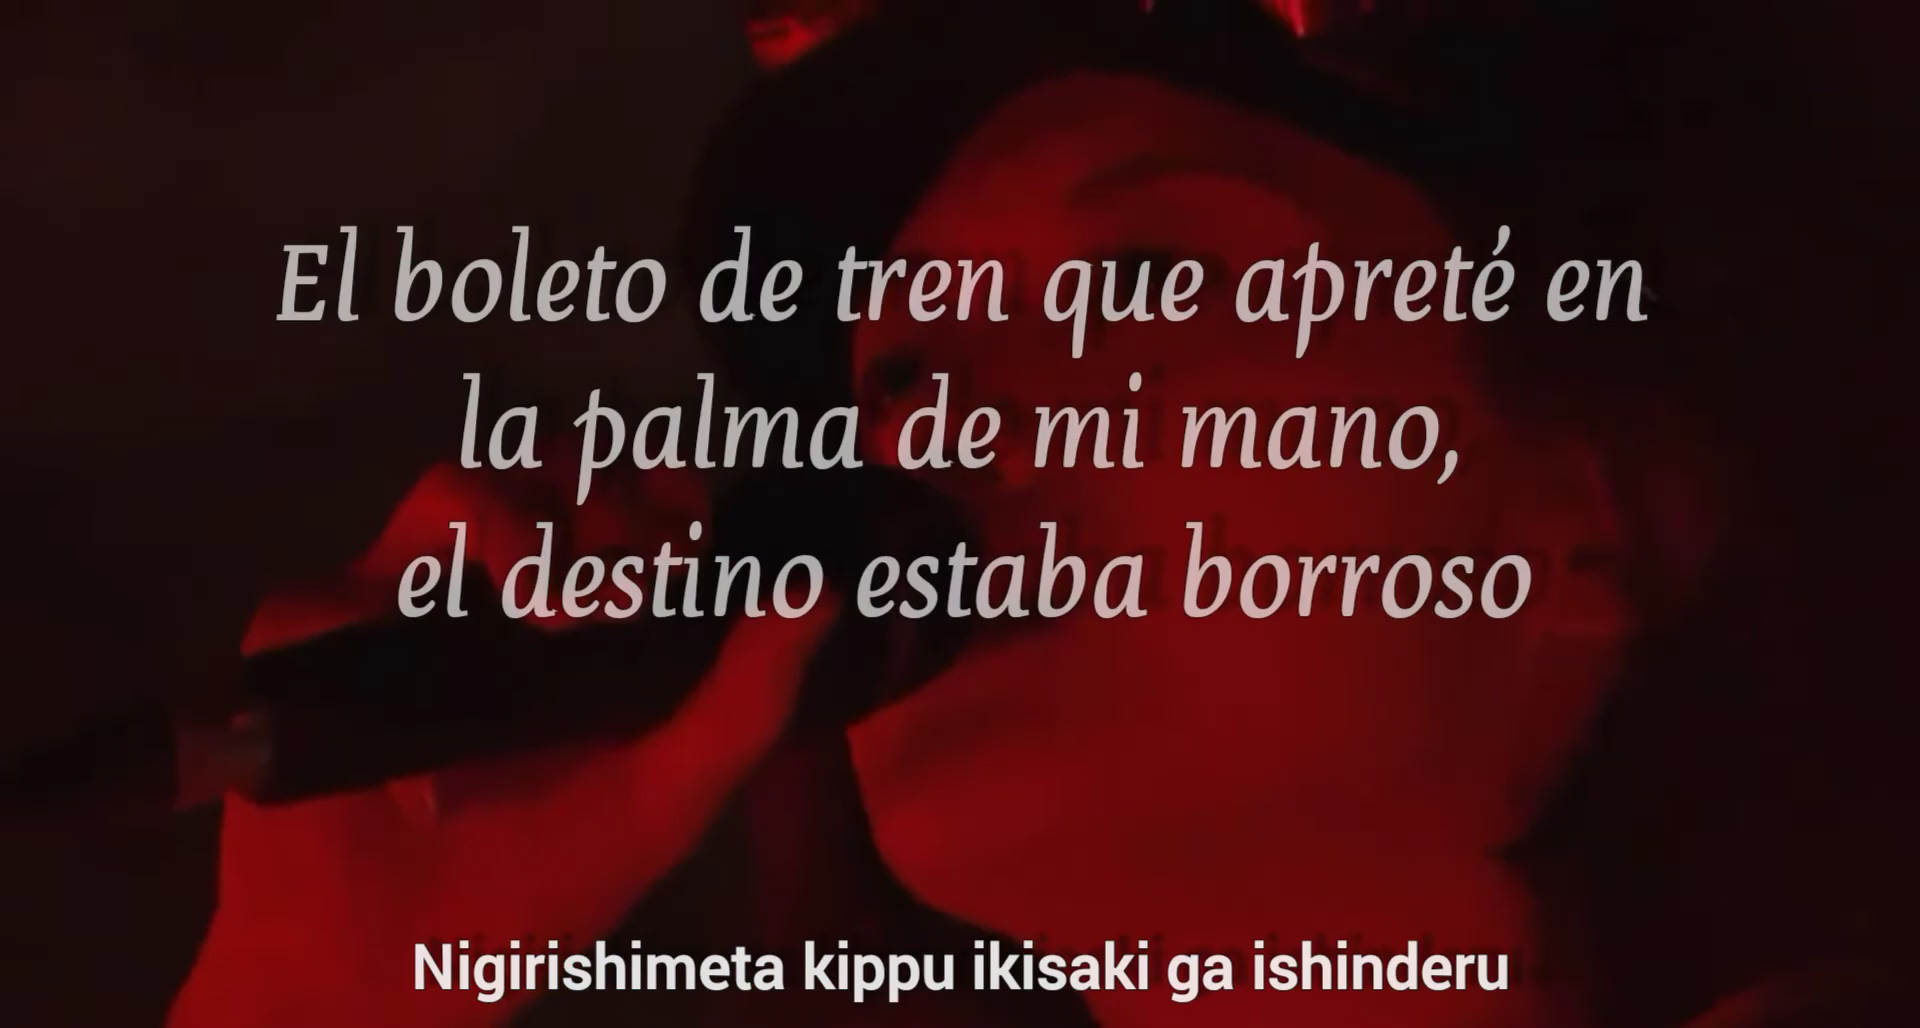 El boleto de tren que apreté en
la palma de mi mano,
el destino estaba borroso
Nigirishimeta kippu ikisaki ga ishinderu